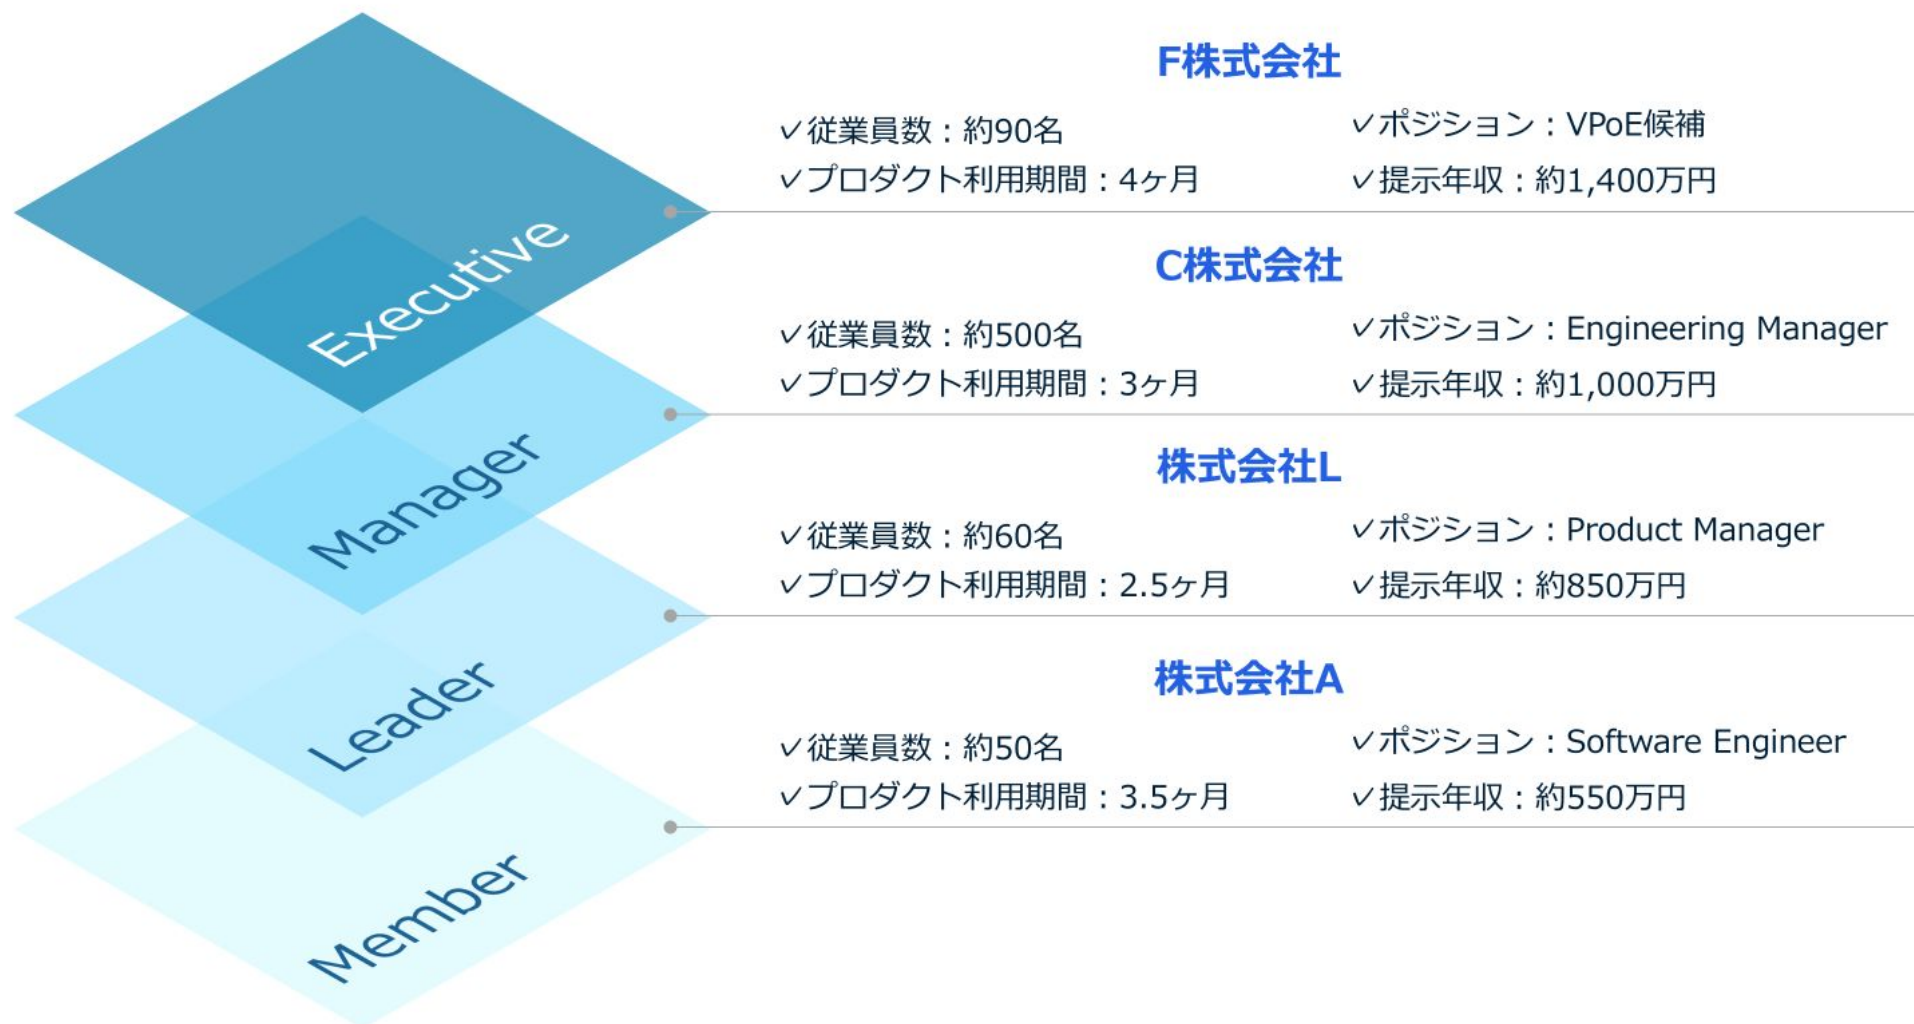 F株式会社
✓従業員数：約90名
✓プロダクト利用期間：4ヶ月
✓ポジション：VPoE候補
✓提示年収：約1,400万円
Executive
C株式会社
✓従業員数：約500名
✓プロダクト利用期間：3ヶ月
✓ポジション：Engineering Manager
✓提示年収：約1,000万円
Manager
株式会社L
✓従業員数：約60名
✓プロダクト利用期間：2.5ヶ月
✓ポジション：Product Manager
✓提示年収：約850万円
Leader
株式会社A
✓従業員数：約50名
✓プロダクト利用期間：3.5ヶ月
✓ポジション：Software Engineer
✓提示年収：約550万円
Member